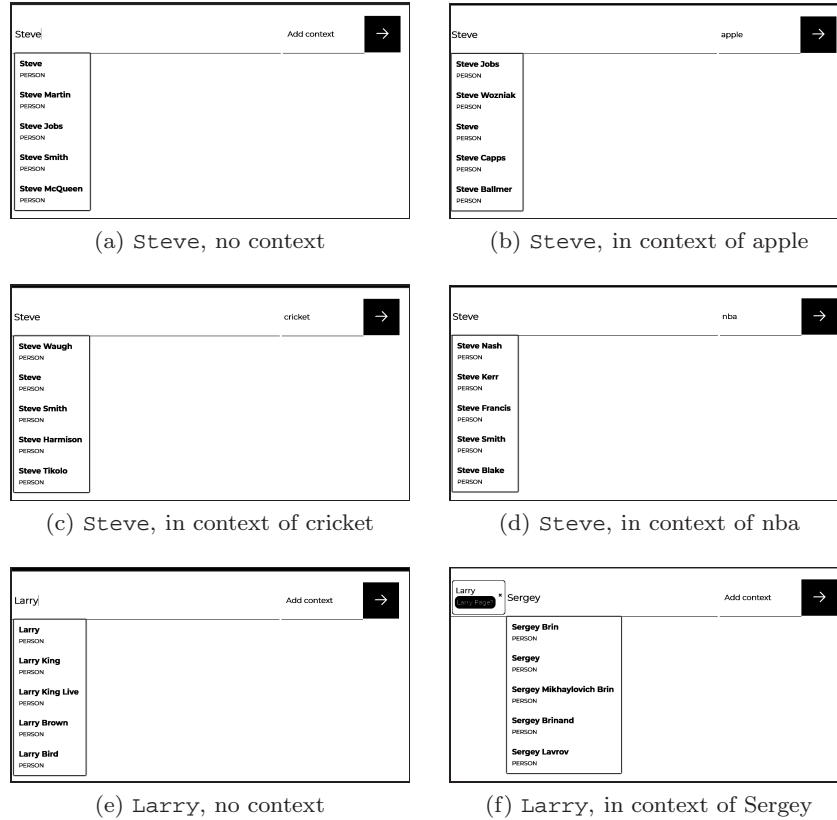 Steve
Add context
Steve
PERSON
Steve Martin
PERSON
Steve Jobs
PERSON
Steve Smith
PERSON
Steve McQueen
PERSON
(a) Steve, no context
Steve
apple
Steve Jobs
PERSON
Steve Wozniak
PERSON
Steve
PERSON
Steve Capps
PERSON
Steve Ballmer
PERSON
(b) Steve, in context of apple
Steve
cricket
Steve Waugh
PERSON
Steve
PERSON
Steve Smith
PERSON
Steve Harmison
PERSON
Steve Tikolo
PERSON
(c) Steve, in context of cricket
Steve
nba
Steve Nash
PERSON
Steve Kerr
PERSON
Steve Francis
PERSON
Steve Smith
PERSON
Steve Blake
PERSON
(d) Steve, in context of nba
Larry
Add context
Larry
PERSON
Larry King
PERSON
Larry King Live
PERSON
Larry Brown
PERSON
Larry Bird
PERSON
(e) Larry, no context
Larry
Larry Page?
Sergey
Add context
Sergey Brin
PERSON
Sergey
PERSON
Sergey Mikhaylovich Brin
PERSON
Sergey Brinand
PERSON
Sergey Lavrov
PERSON
(f) Larry, in context of Sergey